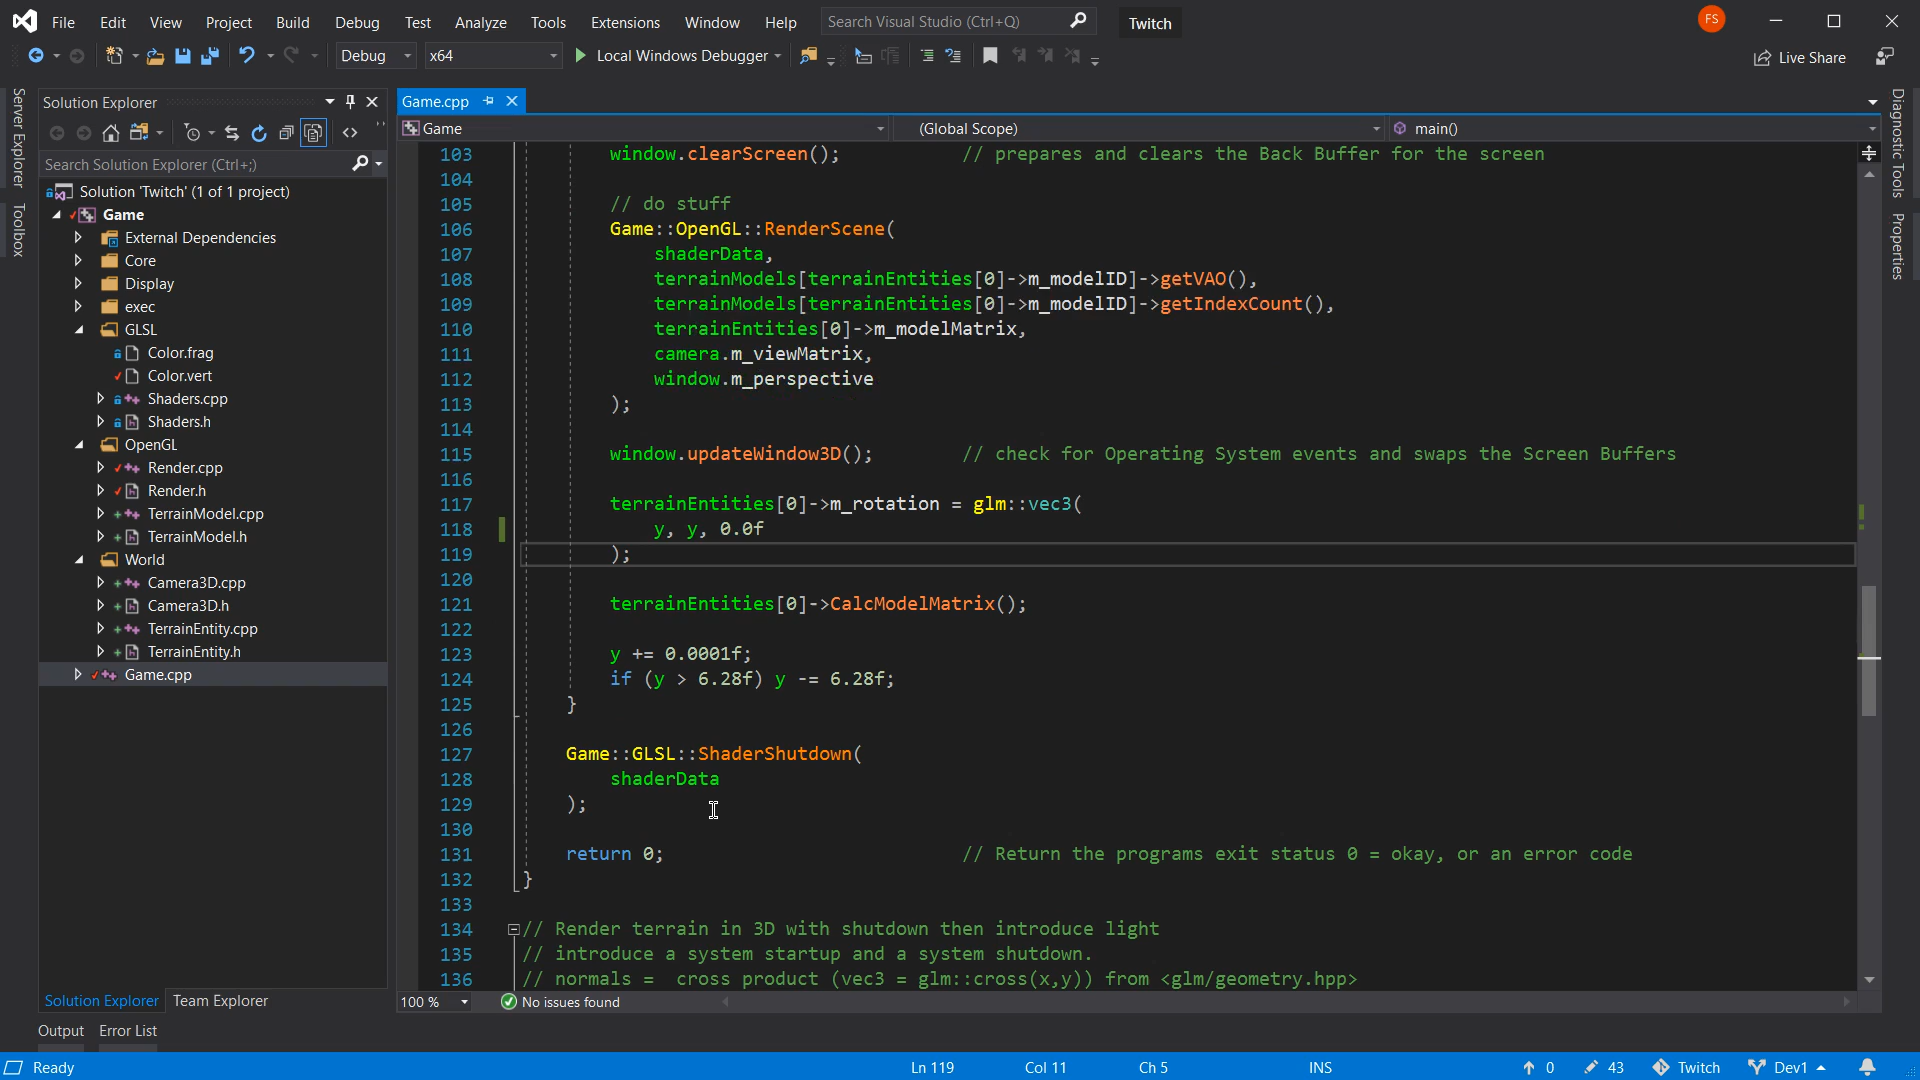 File Edit View Project Build Debug Test Analyze Tools Extensions Window Help Search Visual Studio (Ctrl+Q) Twitch FS
Debug x64 Local Windows Debugger Live Share
Server Explorer
Toolbox
Solution Explorer
Search Solution Explorer (Ctrl+;)
Solution 'Twitch' (1 of 1 project)
Game
External Dependencies
Core
Display
exec
GLSL
Color.frag
Color.vert
Shaders.cpp
Shaders.h
OpenGL
Render.cpp
Render.h
TerrainModel.cpp
TerrainModel.h
World
Camera3D.cpp
Camera3D.h
TerrainEntity.cpp
TerrainEntity.h
Game.cpp
Solution Explorer Team Explorer
Game.cpp
Game (Global Scope) main()
103 window.clearScreen(); // prepares and clears the Back Buffer for the screen
104
105 // do stuff
106 Game::OpenGL::RenderScene(
107 shaderData,
108 terrainModels[terrainEntities[0]->m_modelID]->getVAO(),
109 terrainModels[terrainEntities[0]->m_modelID]->getIndexCount(),
110 terrainEntities[0]->m_modelMatrix,
111 camera.m_viewMatrix,
112 window.m_perspective
113 );
114
115 window.updateWindow3D(); // check for Operating System events and swaps the Screen Buffers
116
117 terrainEntities[0]->m_rotation = glm::vec3(
118 y, y, 0.0f
119 );
120
121 terrainEntities[0]->CalcModelMatrix();
122
123 y += 0.0001f;
124 if (y > 6.28f) y -= 6.28f;
125 }
126
127 Game::GLSL::ShaderShutdown(
128 shaderData
129 );
130
131 return 0; // Return the programs exit status 0 = okay, or an error code
132 }
133
134 // Render terrain in 3D with shutdown then introduce light
135 // introduce a system startup and a system shutdown.
136 // normals =  cross product (vec3 = glm::cross(x,y)) from <glm/geometry.hpp>
100 % No issues found
Diagnostic Tools
Properties
Output Error List
Ready Ln 119 Col 11 Ch 5 INS 0 43 Twitch Dev1